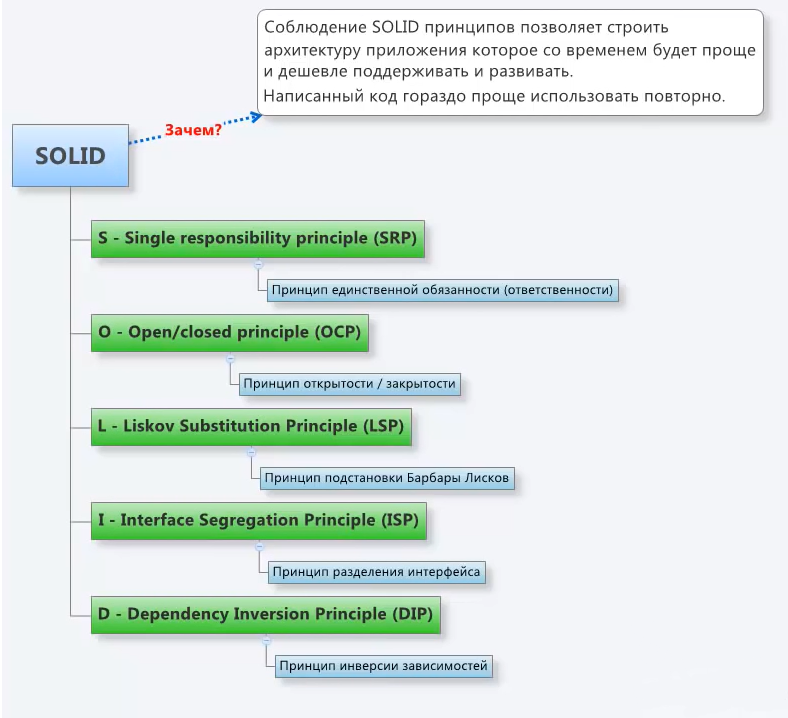 Соблюдение SOLID принципов позволяет строить
архитектуру приложения которое со временем будет проще
и дешевле поддерживать и развивать.
Написанный код гораздо проще использовать повторно.
Зачем?
SOLID
S - Single responsibility principle (SRP)
Принцип единственной обязанности (ответственности)
O - Open/closed principle (OCP)
Принцип открытости / закрытости
L - Liskov Substitution Principle (LSP)
Принцип подстановки Барбары Лисков
I - Interface Segregation Principle (ISP)
Принцип разделения интерфейса
D - Dependency Inversion Principle (DIP)
Принцип инверсии зависимостей